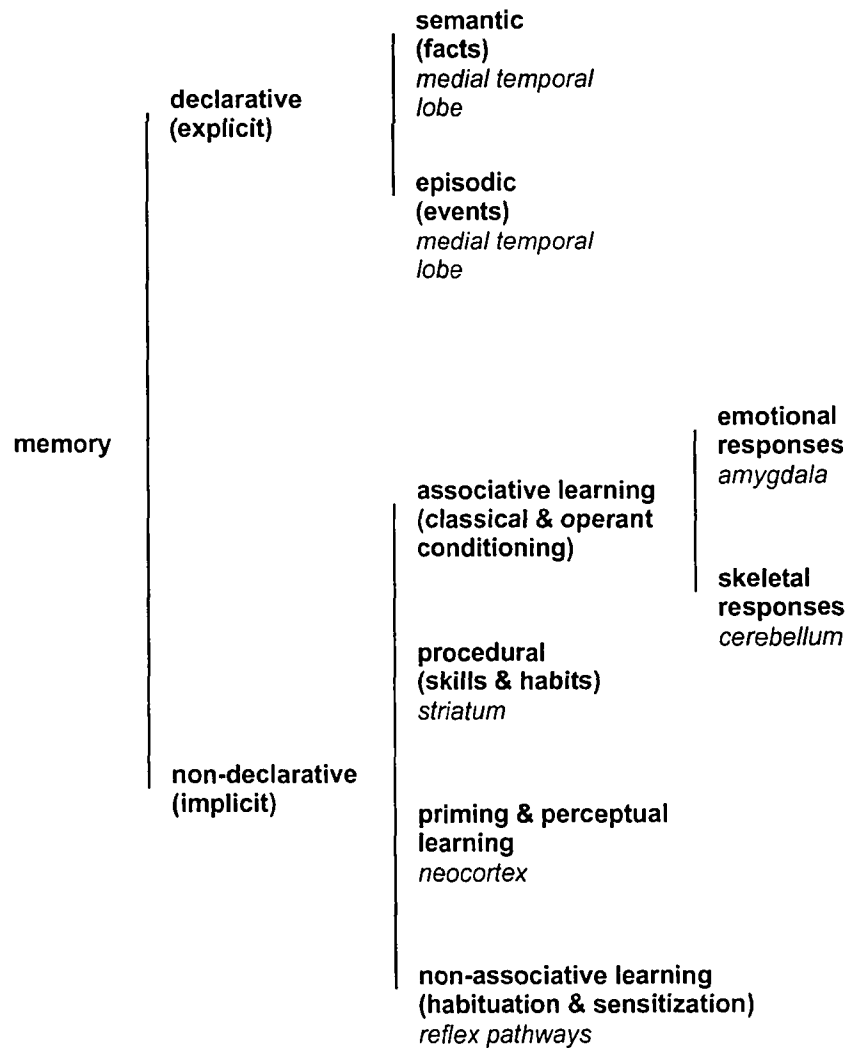 semantic
(facts)
medial temporal
lobe
declarative
(explicit)
episodic
(events)
medial temporal
lobe
memory
emotional
responses
amygdala
associative learning
(classical & operant
conditioning)
skeletal
responses
cerebellum
procedural
(skills & habits)
striatum
non-declarative
(implicit)
priming & perceptual
learning
neocortex
non-associative learning
(habituation & sensitization)
reflex pathways